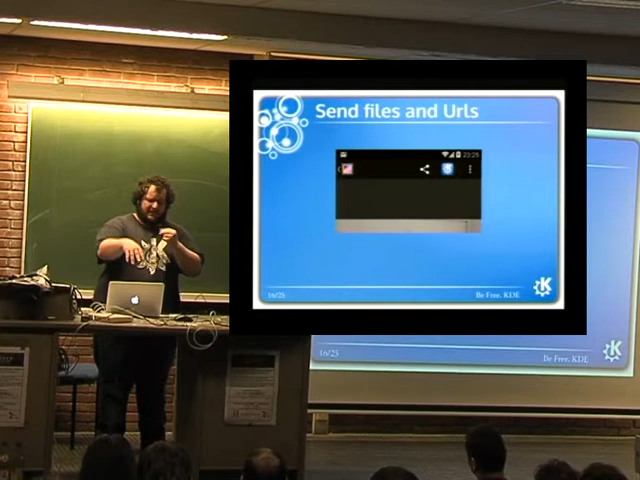 Send files and Urls
23:25
16/25
Be Free. KDE
K
16/25
Be Free. KDE
K